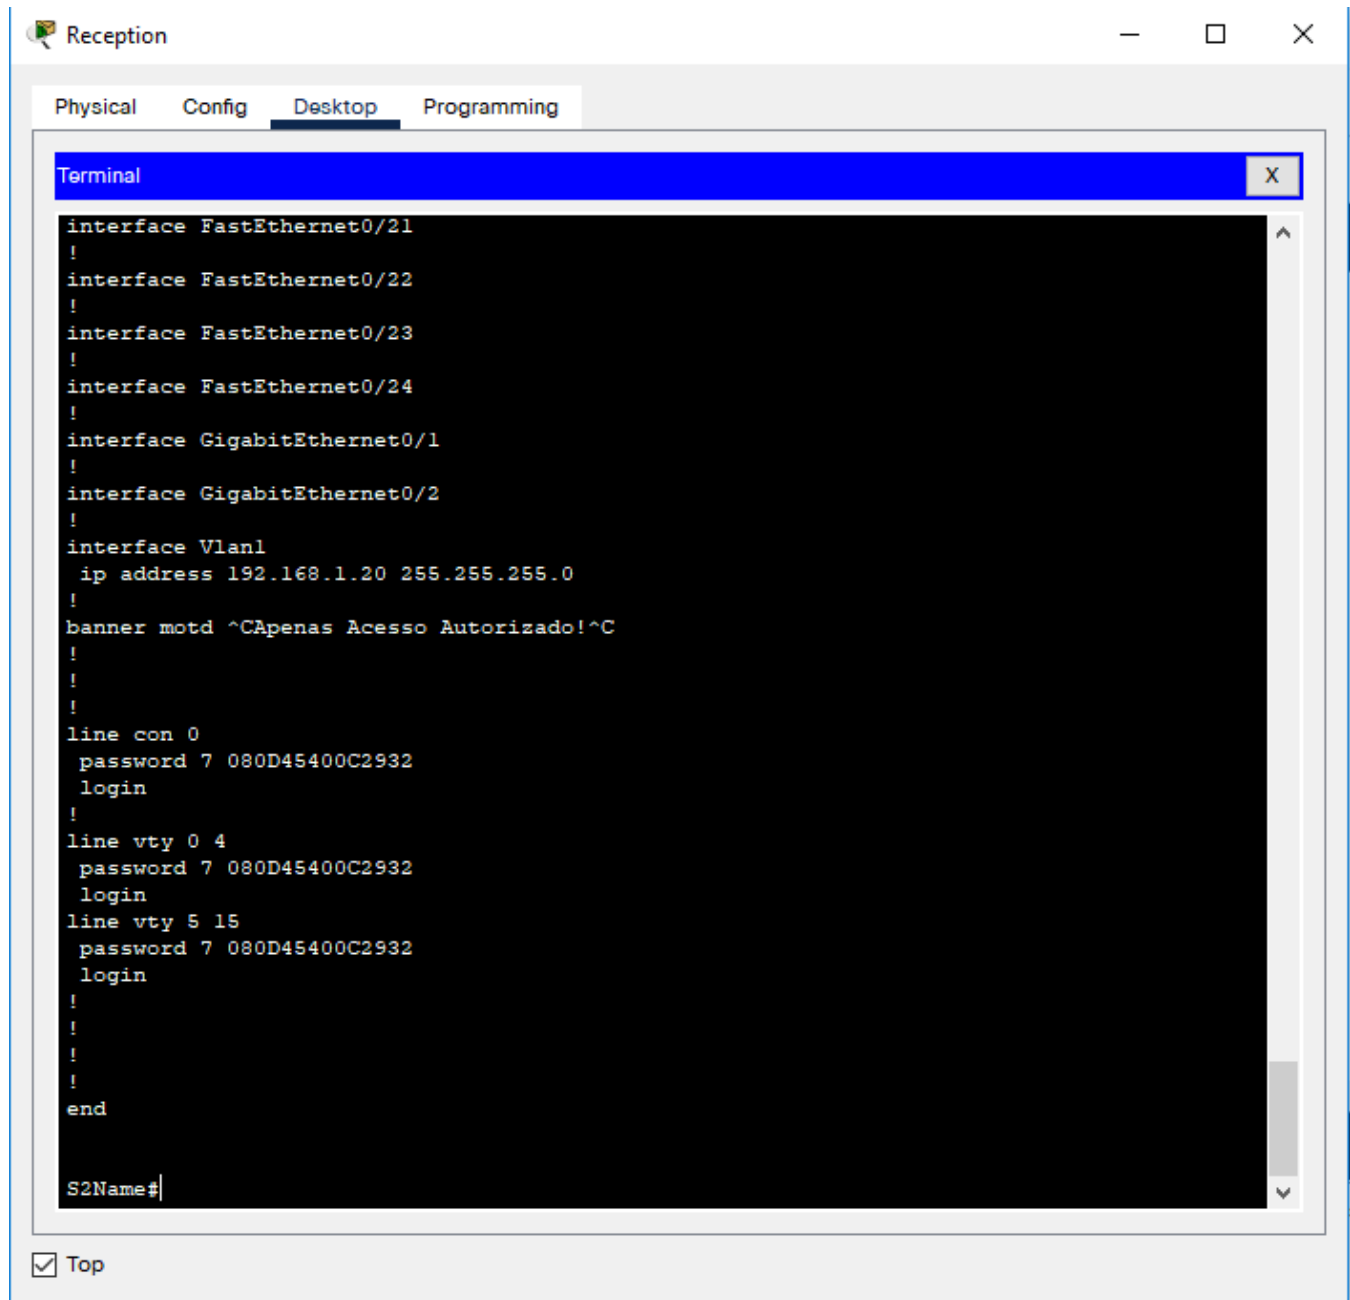 Reception
Physical Config Desktop Programming
Terminal X
interface FastEthernet0/21
!
interface FastEthernet0/22
!
interface FastEthernet0/23
!
interface FastEthernet0/24
!
interface GigabitEthernet0/1
!
interface GigabitEthernet0/2
!
interface Vlan1
 ip address 192.168.1.20 255.255.255.0
!
banner motd ^CApenas Acesso Autorizado!^C
!
!
!
line con 0
 password 7 080D45400C2932
 login
!
line vty 0 4
 password 7 080D45400C2932
 login
line vty 5 15
 password 7 080D45400C2932
 login
!
!
!
!
end
S2Name#
Top